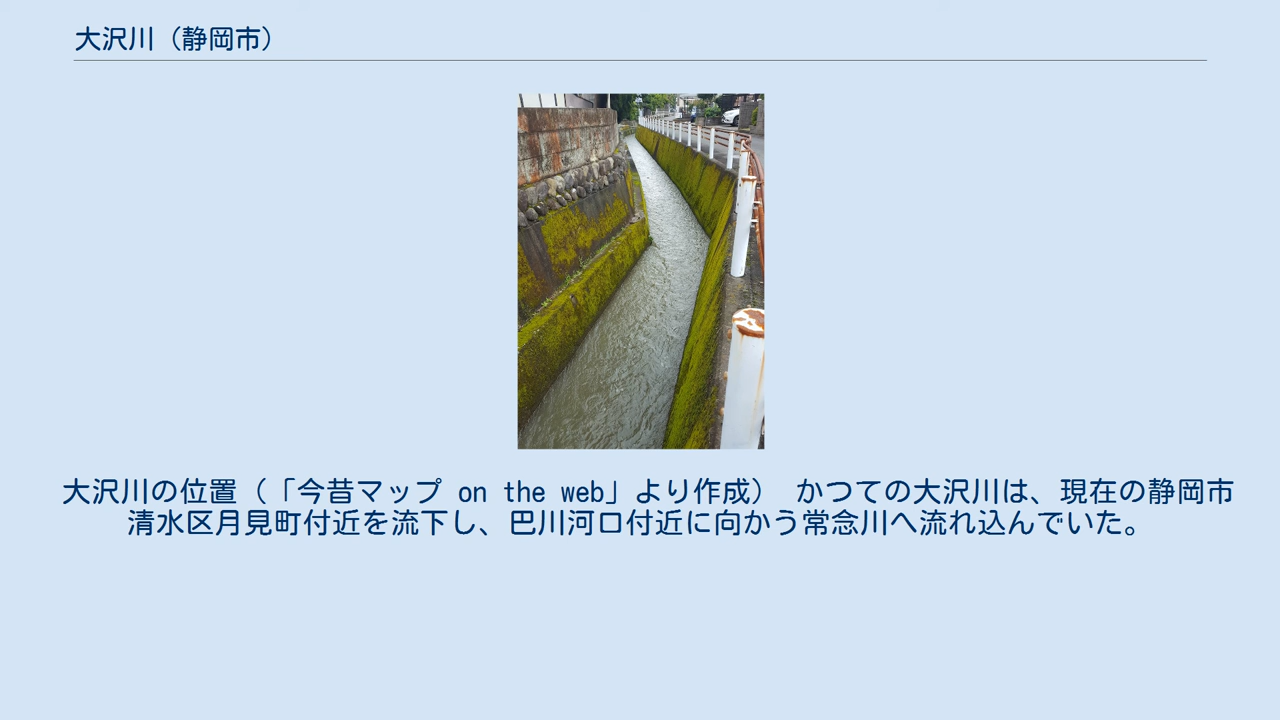 大沢川（静岡市）
大沢川の位置（「今昔マップ on the web」より作成） かつての大沢川は、現在の静岡市
清水区月見町付近を流下し、巴川河口付近に向かう常念川へ流れ込んでいた。